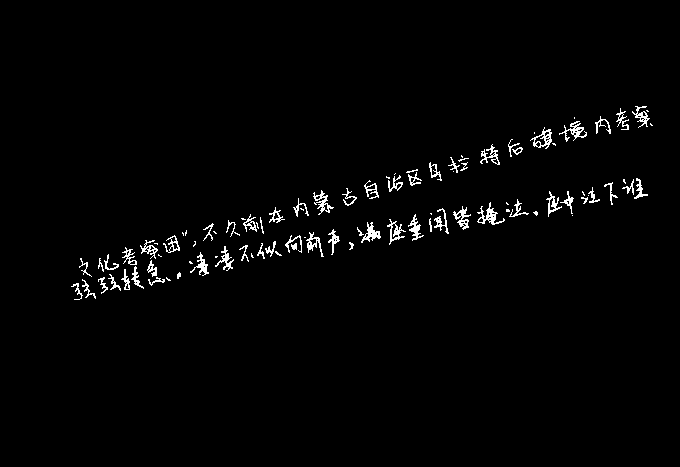 文化考察团”,不久前在内蒙古自治区乌拉特后旗境内考察
弦弦转急。凄凄不似向前声,满座重闻皆掩泣。座中泣下谁